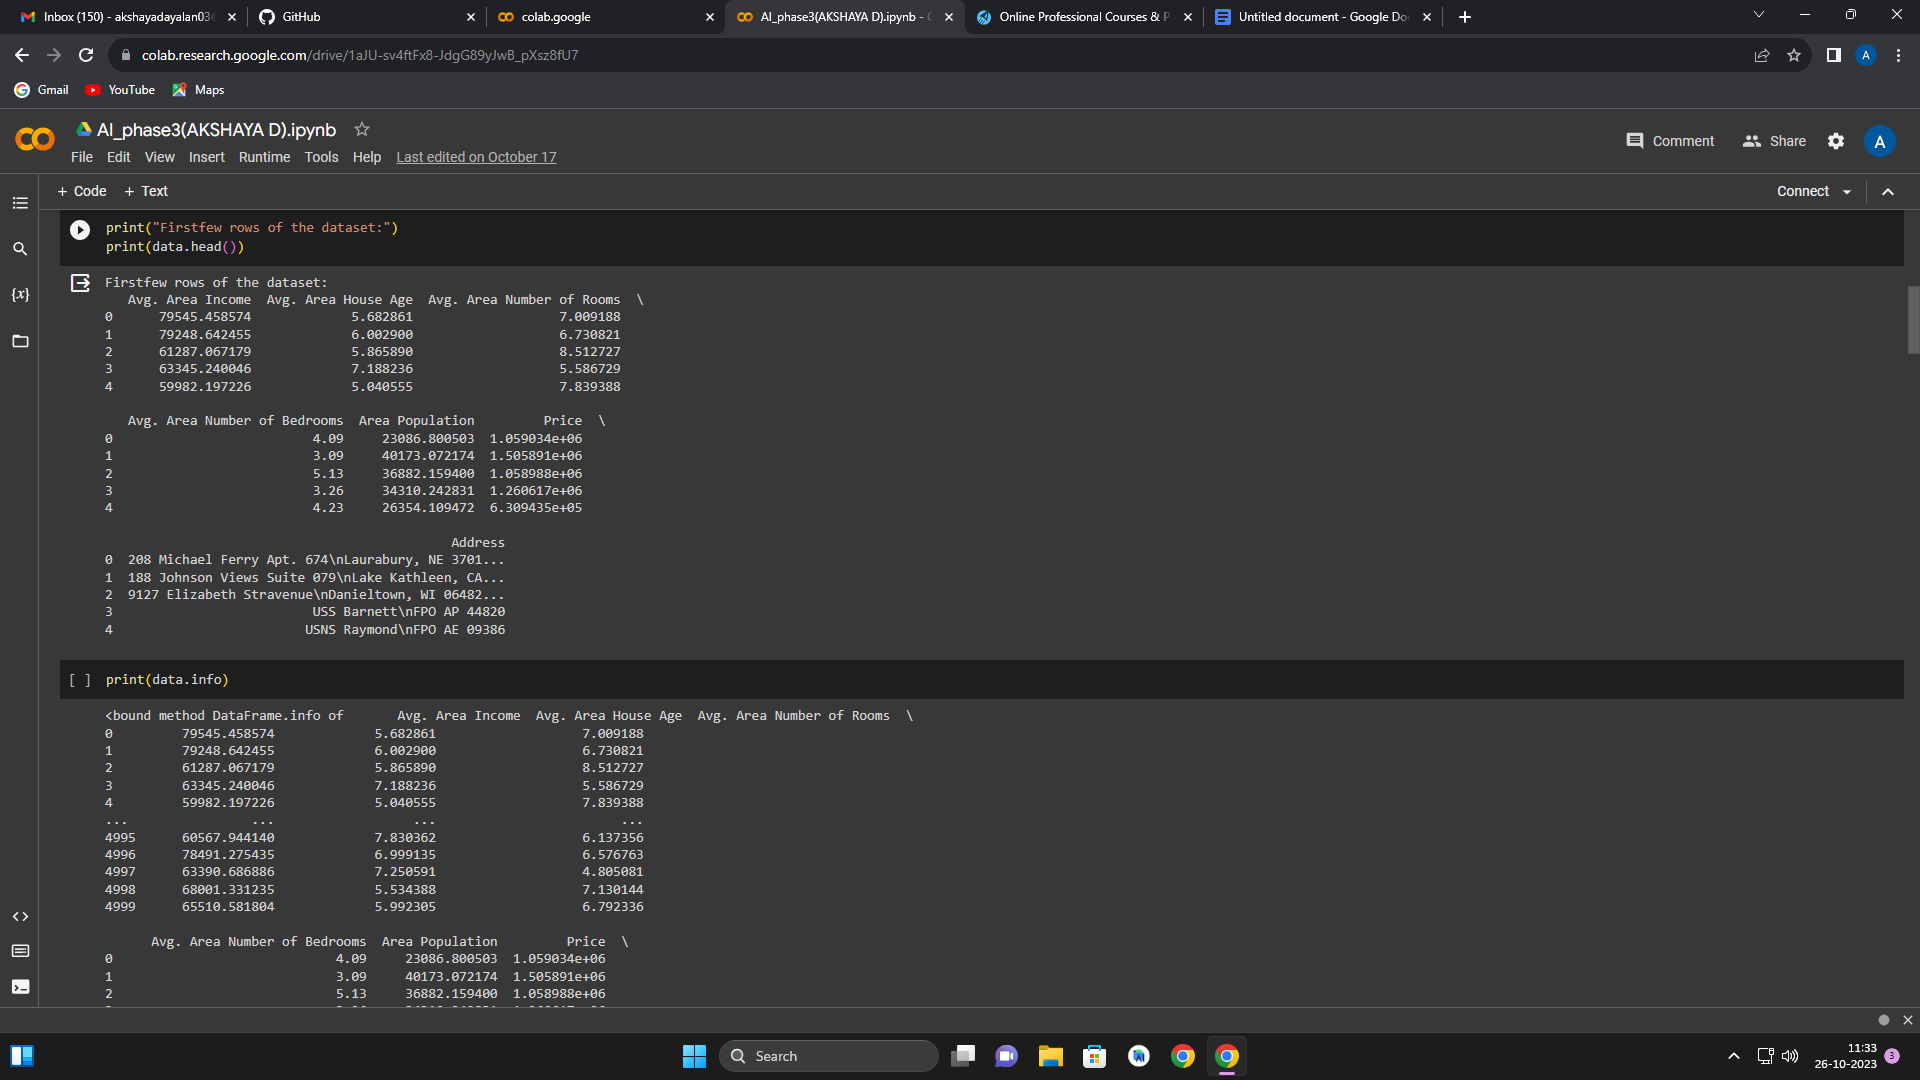 Inbox (150) - akshayadayalan03
GitHub
colab.google
AI_phase3(AKSHAYA D).ipynb - C
Online Professional Courses & P
Untitled document - Google Do
colab.research.google.com/drive/1aJU-sv4ftFx8-JdgG89yJwB_pXsz8fU7
A
Gmail
YouTube
Maps
AI_phase3(AKSHAYA D).ipynb
File Edit View Insert Runtime Tools Help Last edited on October 17
Comment
Share
A
+ Code + Text
Connect
{x}
print("Firstfew rows of the dataset:")
print(data.head())
Firstfew rows of the dataset:
   Avg. Area Income  Avg. Area House Age  Avg. Area Number of Rooms  \
0      79545.458574             5.682861                   7.009188
1      79248.642455             6.002900                   6.730821
2      61287.067179             5.865890                   8.512727
3      63345.240046             7.188236                   5.586729
4      59982.197226             5.040555                   7.839388
   Avg. Area Number of Bedrooms  Area Population         Price  \
0                          4.09     23086.800503  1.059034e+06
1                          3.09     40173.072174  1.505891e+06
2                          5.13     36882.159400  1.058988e+06
3                          3.26     34310.242831  1.260617e+06
4                          4.23     26354.109472  6.309435e+05
                                             Address
0  208 Michael Ferry Apt. 674\nLaurabury, NE 3701...
1  188 Johnson Views Suite 079\nLake Kathleen, CA...
2  9127 Elizabeth Stravenue\nDanieltown, WI 06482...
3                          USS Barnett\nFPO AP 44820
4                         USNS Raymond\nFPO AE 09386
[ ] print(data.info)
<bound method DataFrame.info of       Avg. Area Income  Avg. Area House Age  Avg. Area Number of Rooms  \
0         79545.458574             5.682861                   7.009188
1         79248.642455             6.002900                   6.730821
2         61287.067179             5.865890                   8.512727
3         63345.240046             7.188236                   5.586729
4         59982.197226             5.040555                   7.839388
...                ...                  ...                        ...
4995      60567.944140             7.830362                   6.137356
4996      78491.275435             6.999135                   6.576763
4997      63390.686886             7.250591                   4.805081
4998      68001.331235             5.534388                   7.130144
4999      65510.581804             5.992305                   6.792336
      Avg. Area Number of Bedrooms  Area Population         Price  \
0                             4.09     23086.800503  1.059034e+06
1                             3.09     40173.072174  1.505891e+06
2                             5.13     36882.159400  1.058988e+06
Search
11:33
26-10-2023
3